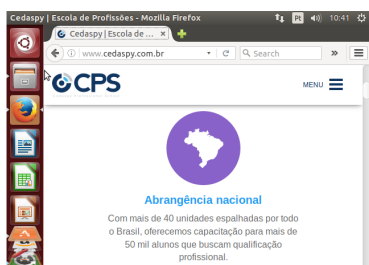 Cedaspy | Escola de Profissões - Mozilla Firefox
Pt
10:41
Cedaspy | Escola de ...
www.cedaspy.com.br
Search
CPS
MENU
Abrangência nacional
Com mais de 40 unidades espalhadas por todo
o Brasil, oferecemos capacitação para mais de
50 mil alunos que buscam qualificação
profissional.